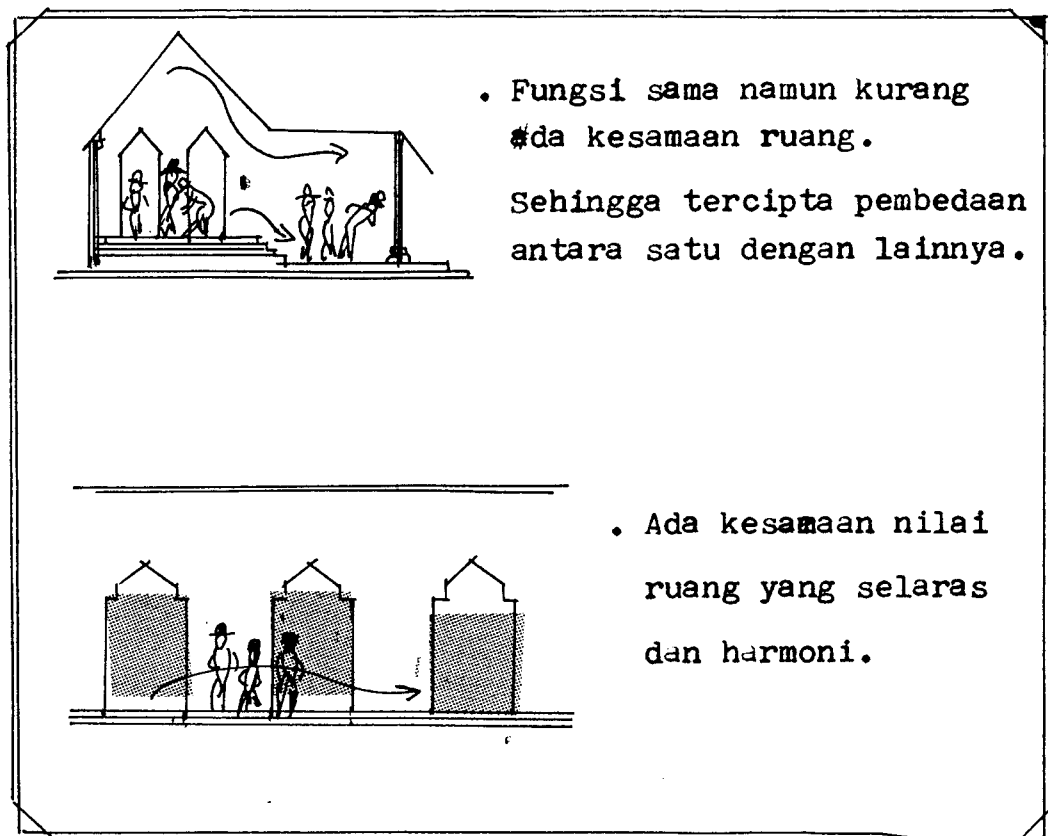 . Fungsi sama namun kurang
ada kesamaan ruang.
Sehingga tercipta pembedaan
antara satu dengan lainnya.
. Ada kesamaan nilai
ruang yang selaras
dan harmoni.